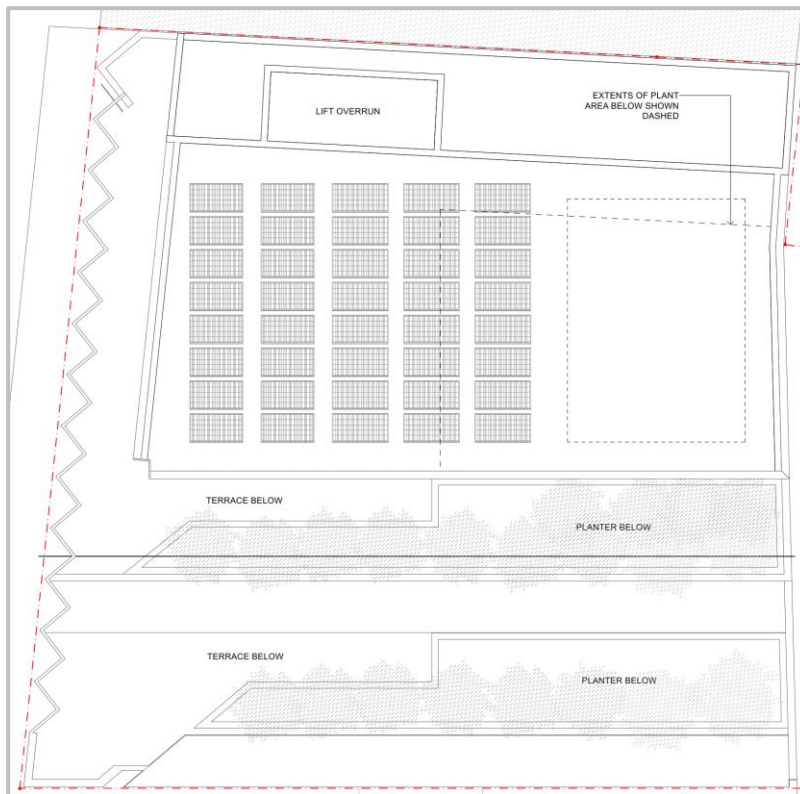 LIFT OVERRUN
EXTENTS OF PLANT
AREA BELOW SHOWN
DASHED
TERRACE BELOW
PLANTER BELOW
TERRACE BELOW
PLANTER BELOW